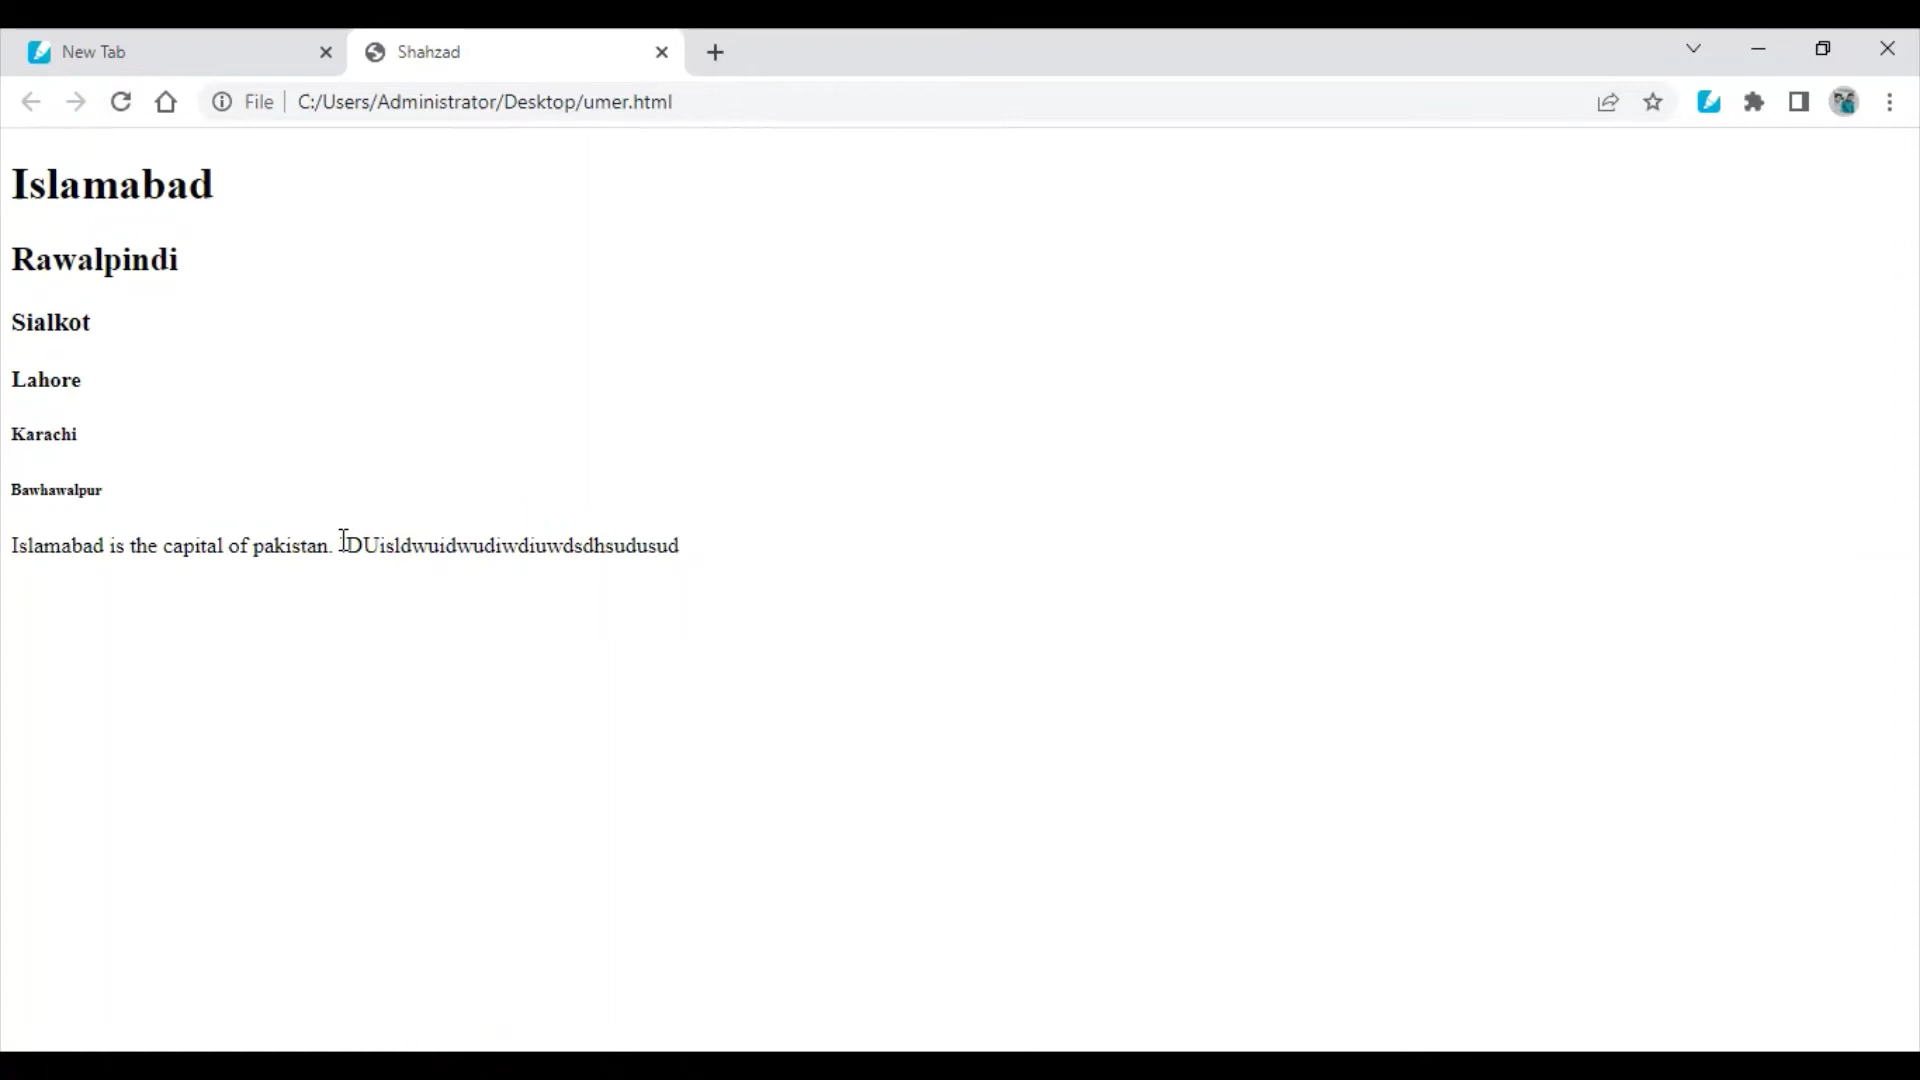 New Tab
Shahzad
File
C:/Users/Administrator/Desktop/umer.html
Islamabad
Rawalpindi
Sialkot
Lahore
Karachi
Bawhawalpur
Islamabad is the capital of pakistan.